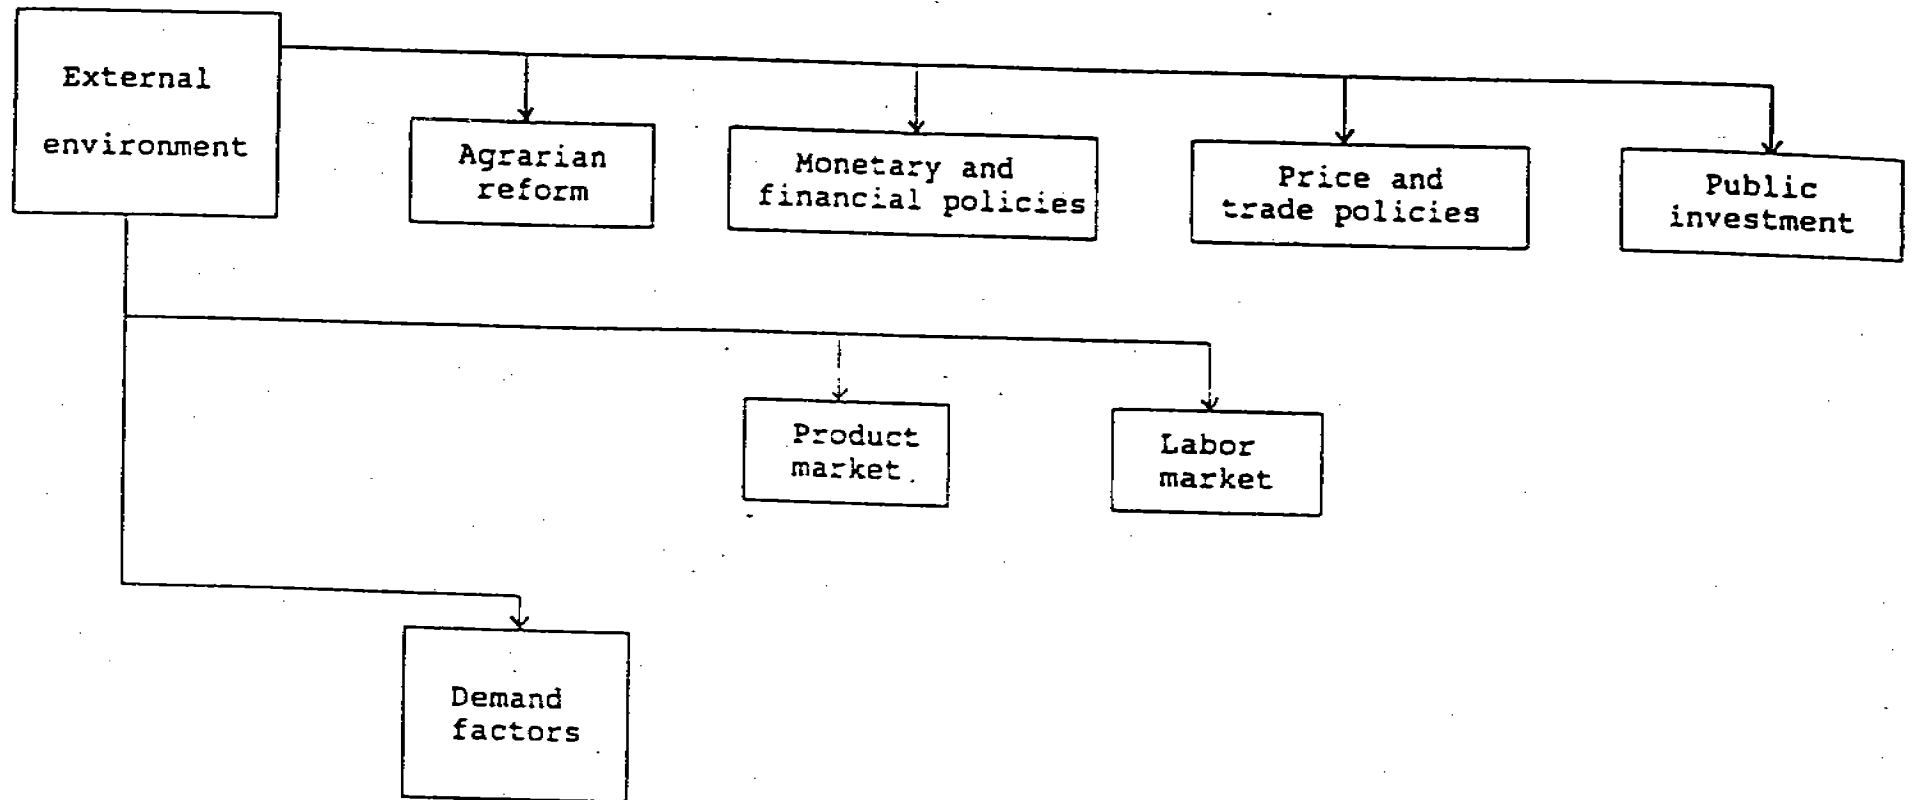 External
environment
Agrarian
reform
Monetary and
financial policies
Price and
trade policies
Public
investment
Product
market
Labor
market
Demand
factors